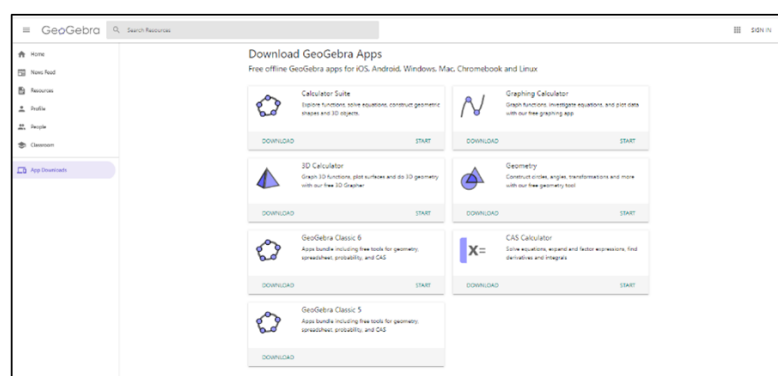 GeoGebra
Search Resources
SIGN IN
Home
News Feed
Resources
Profile
People
Classroom
App Downloads
Download GeoGebra Apps
Free offline GeoGebra apps for iOS, Android, Windows, Mac, Chromebook and Linux
Calculator Suite
Explore functions, solve equations, construct geometric
shapes and 3D objects
DOWNLOAD
START
Graphing Calculator
Graph functions, investigate equations, and plot data
with our free graphing app
DOWNLOAD
START
3D Calculator
Graph 3D functions, plot surfaces and do 3D geometry
with our free 3D Grapher
DOWNLOAD
START
Geometry
Construct circles, angles, transformations and more
with our free geometry tool
DOWNLOAD
START
GeoGebra Classic 6
Apps bundle including free tools for geometry,
spreadsheet, probability, and CAS
DOWNLOAD
START
CAS Calculator
X=
Solve equations, expand and factor expressions, find
derivatives and integrals
DOWNLOAD
START
GeoGebra Classic 5
Apps bundle including free tools for geometry,
spreadsheet, probability, and CAS
DOWNLOAD